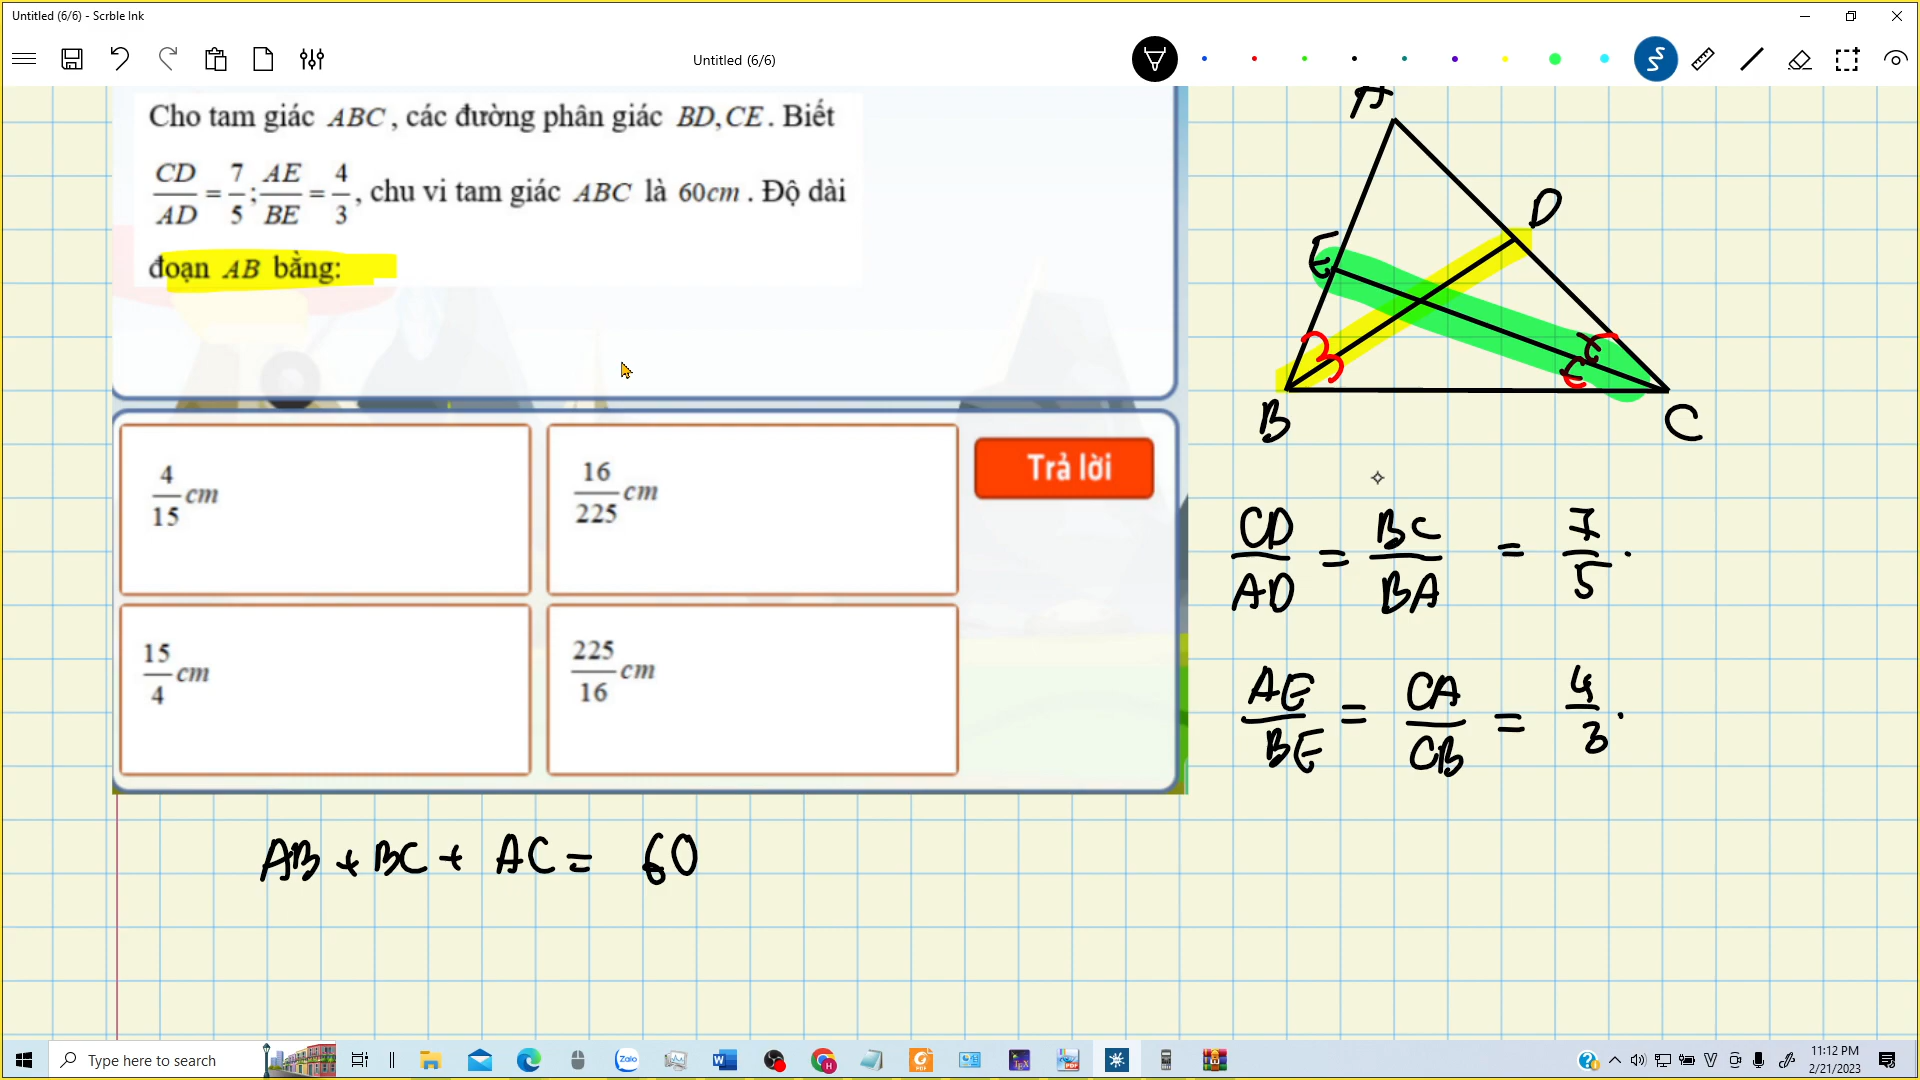 Untitled (6/6) - Scrble Ink
Untitled (6/6)
Cho tam giác ABC, các đường phân giác BD, CE. Biết
CD/AD = 7/5; AE/BE = 4/3, chu vi tam giác ABC là 60cm. Độ dài
đoạn AB bằng:
4/15 cm
16/225 cm
Trả lời
15/4 cm
225/16 cm
A
D
E
B
C
CD/AD = BC/BA = 7/5.
AE/BE = CA/CB = 4/3.
AB + BC + AC = 60
Type here to search
Zalo
11:12 PM
2/21/2023